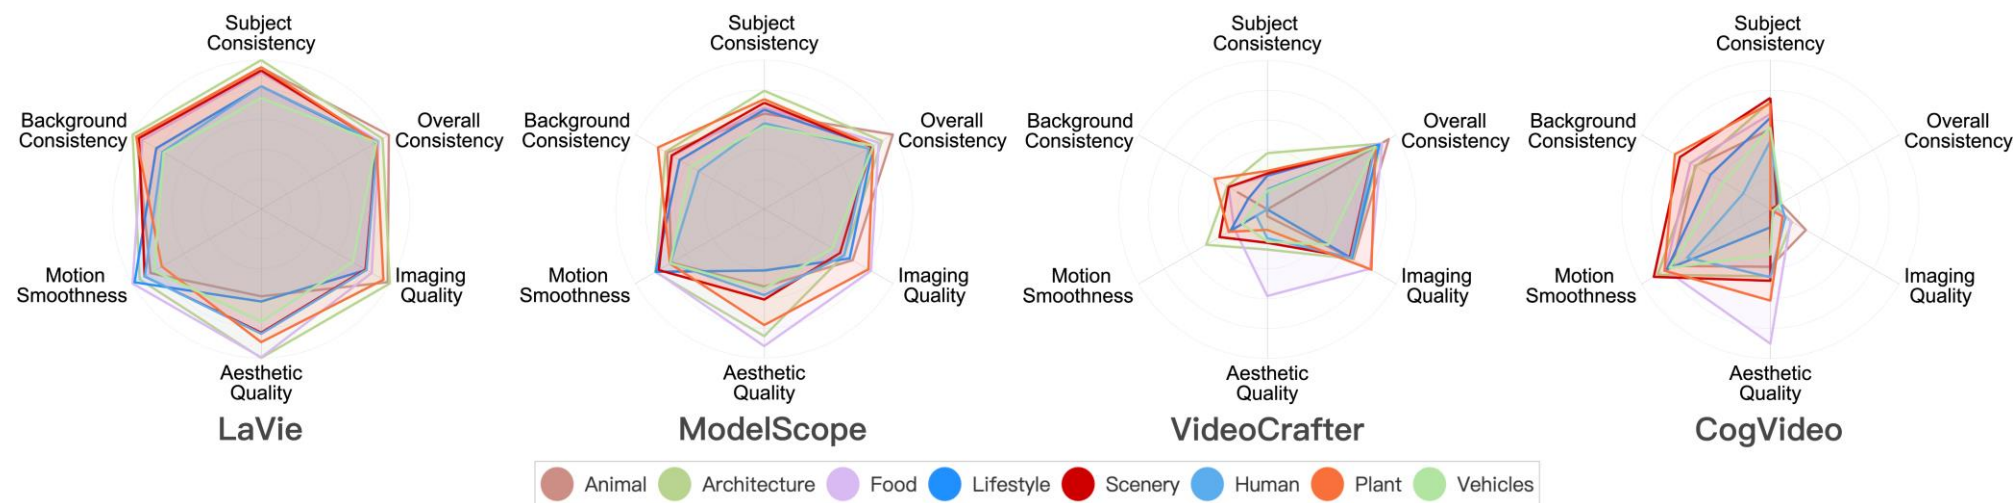 Subject
Consistency
Background
Consistency
Overall
Consistency
Motion
Smoothness
Imaging
Quality
Aesthetic
Quality
LaVie
Subject
Consistency
Background
Consistency
Overall
Consistency
Motion
Smoothness
Imaging
Quality
Aesthetic
Quality
ModelScope
Subject
Consistency
Background
Consistency
Overall
Consistency
Motion
Smoothness
Imaging
Quality
Aesthetic
Quality
VideoCrafter
Subject
Consistency
Background
Consistency
Overall
Consistency
Motion
Smoothness
Imaging
Quality
Aesthetic
Quality
CogVideo
Animal Architecture Food Lifestyle Scenery Human Plant Vehicles